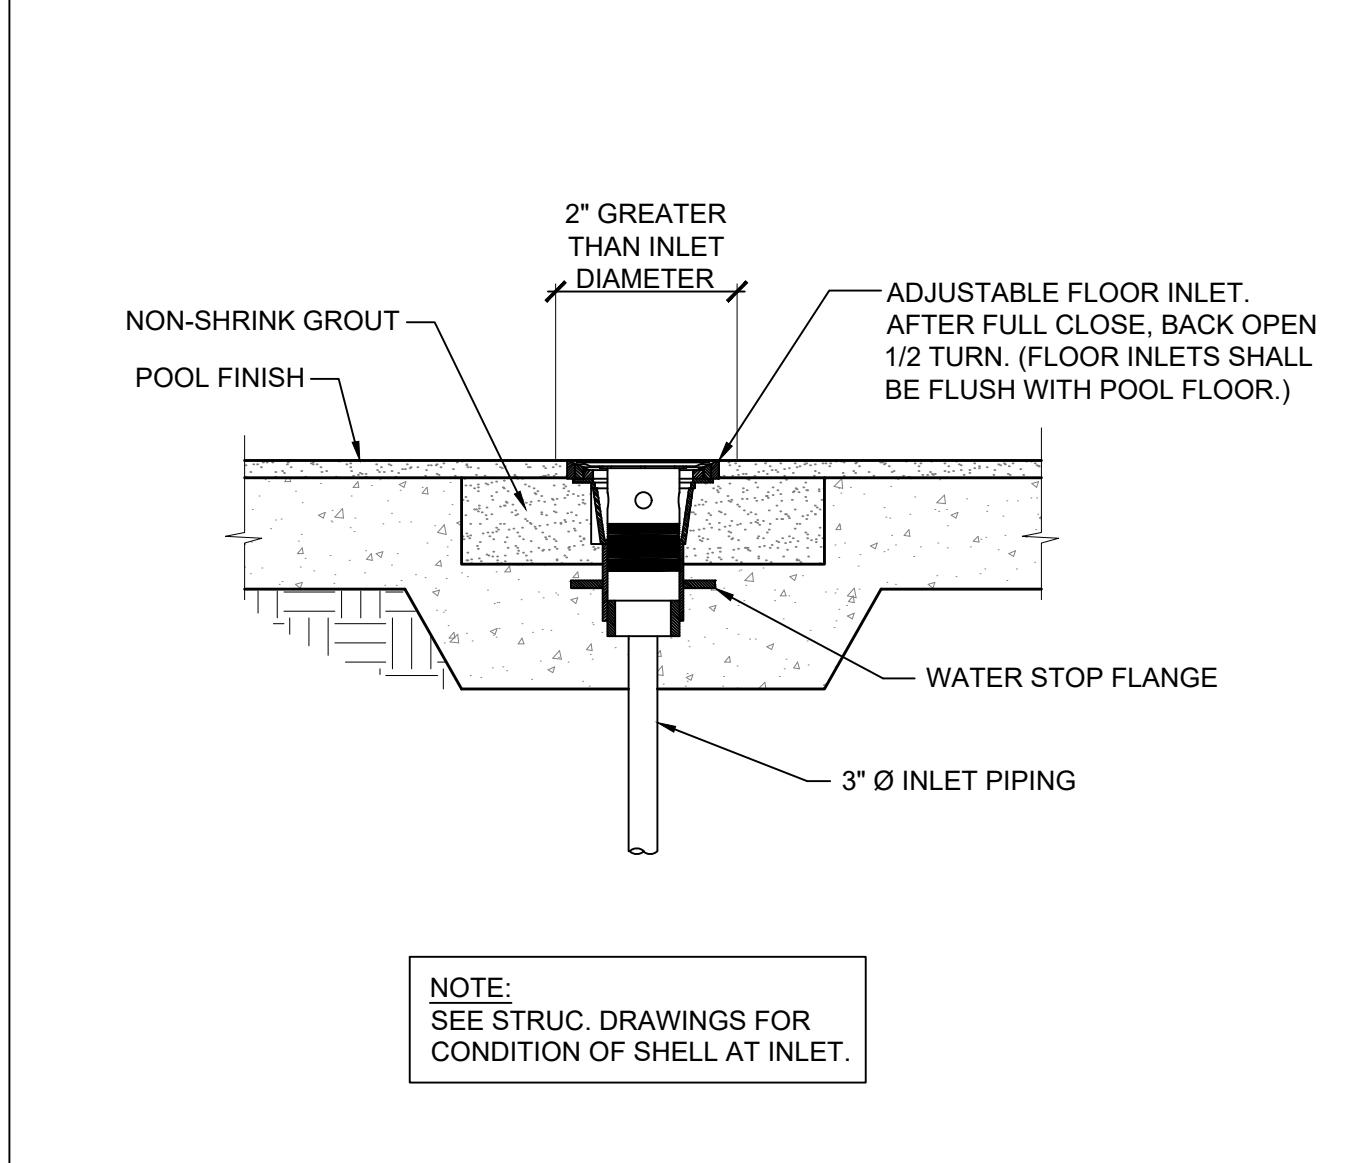 2" GREATER
THAN INLET
DIAMETER
NON-SHRINK GROUT
POOL FINISH
ADJUSTABLE FLOOR INLET.
AFTER FULL CLOSE, BACK OPEN
1/2 TURN. (FLOOR INLETS SHALL
BE FLUSH WITH POOL FLOOR.)
WATER STOP FLANGE
3" Ø INLET PIPING
NOTE:
SEE STRUC. DRAWINGS FOR
CONDITION OF SHELL AT INLET.